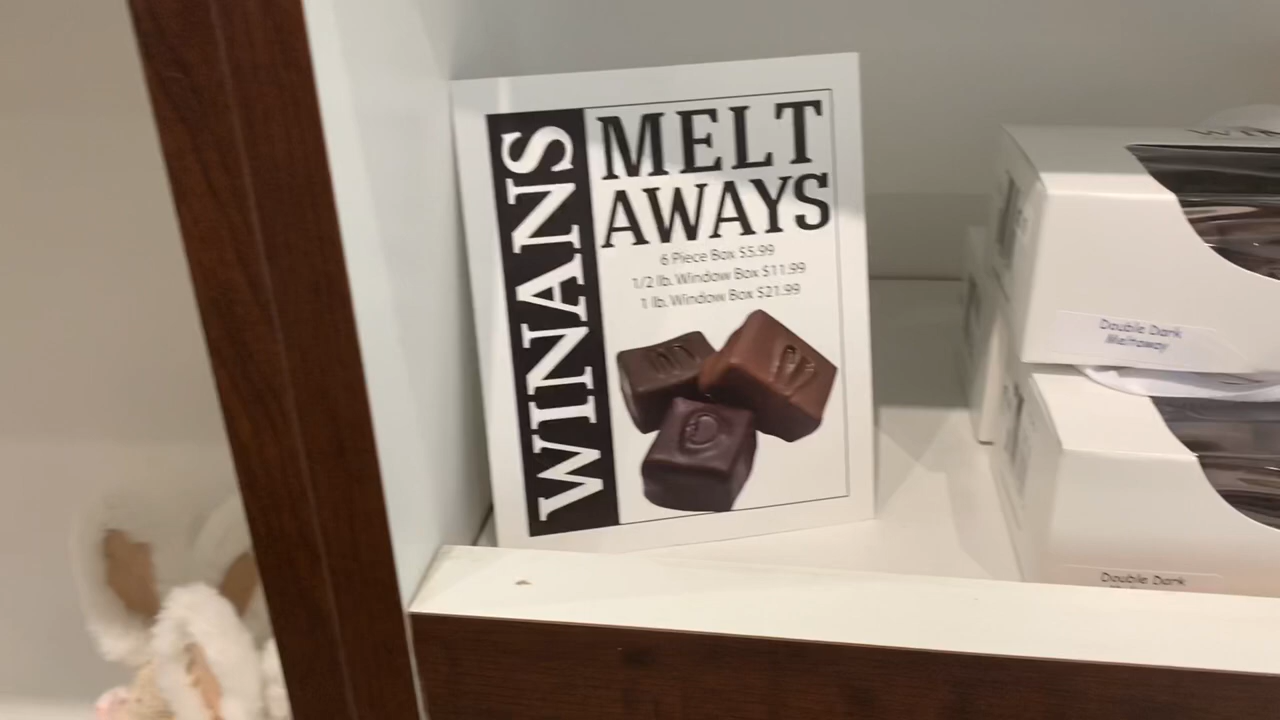 WINANS
MELT
AWAYS
6 Piece Box $5.99
1/2 lb. Window Box $11.99
1 lb. Window Box $21.99
Double Dark
Meltaway
Double Dark